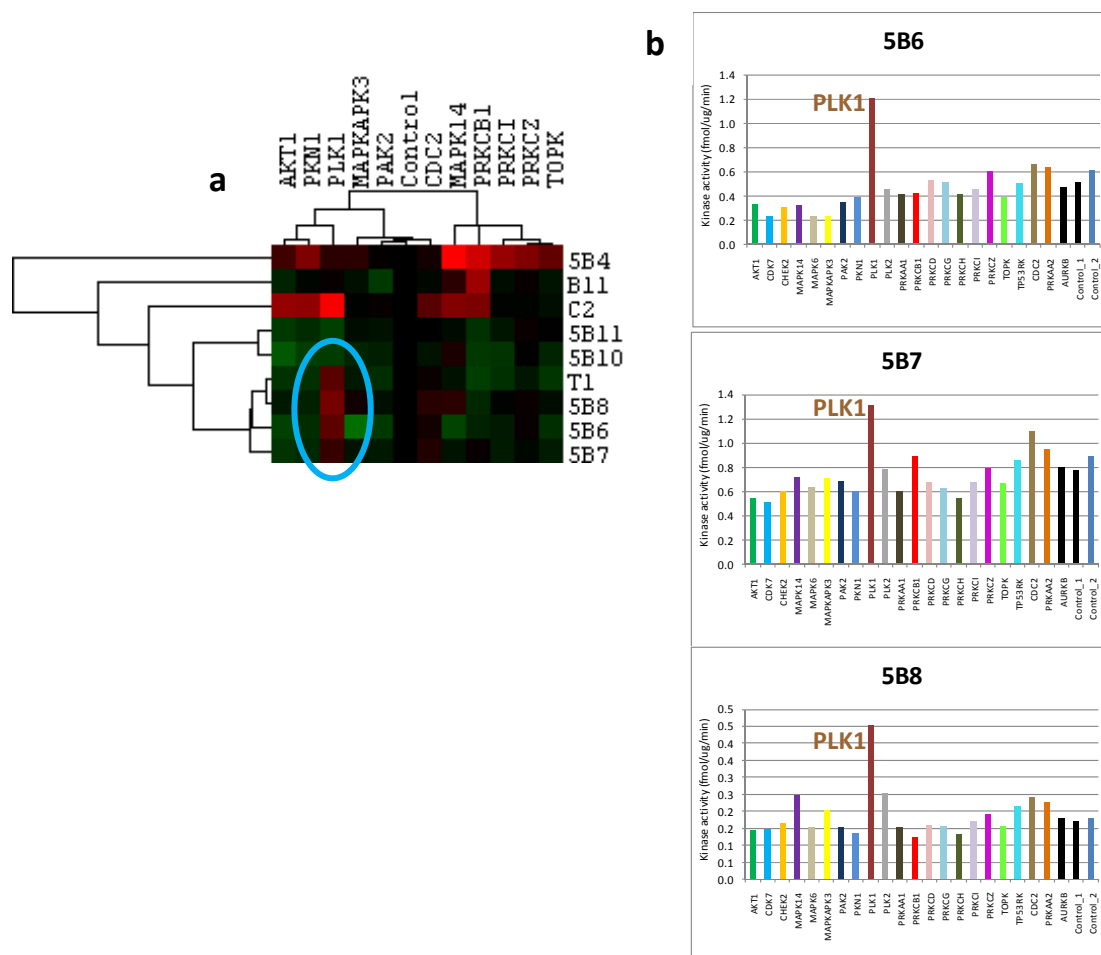 a
AKT1
PKN1
PLK1
MAPKAPK3
PAK2
Control
CDC2
MAPK14
PRKCB1
PRKCI
PRKCZ
TOPK
5B4
B11
C2
5B11
5B10
T1
5B8
5B6
5B7
b
5B6
Kinase activity (fmol/ug/min)
1.4
1.2
1.0
0.8
0.6
0.4
0.2
0.0
PLK1
AKT1
CDK7
CHEK2
MAPK14
MAPK6
MAPKAPK3
PAK2
PKN1
PLK1
PLK2
PRKAA1
PRKCB1
PRKCD
PRKCG
PRKCH
PRKCI
PRKCZ
TOPK
TP53RK
CDC2
PRKAA2
AURKB
Control_1
Control_2
5B7
Kinase activity (fmol/ug/min)
1.4
1.2
1.0
0.8
0.6
0.4
0.2
0.0
PLK1
AKT1
CDK7
CHEK2
MAPK14
MAPK6
MAPKAPK3
PAK2
PKN1
PLK1
PLK2
PRKAA1
PRKCB1
PRKCD
PRKCG
PRKCH
PRKCI
PRKCZ
TOPK
TP53RK
CDC2
PRKAA2
AURKB
Control_1
Control_2
5B8
Kinase activity (fmol/ug/min)
0.5
0.5
0.4
0.4
0.3
0.3
0.2
0.2
0.1
0.1
0.0
PLK1
AKT1
CDK7
CHEK2
MAPK14
MAPK6
MAPKAPK3
PAK2
PKN1
PLK1
PLK2
PRKAA1
PRKCB1
PRKCD
PRKCG
PRKCH
PRKCI
PRKCZ
TOPK
TP53RK
CDC2
PRKAA2
AURKB
Control_1
Control_2